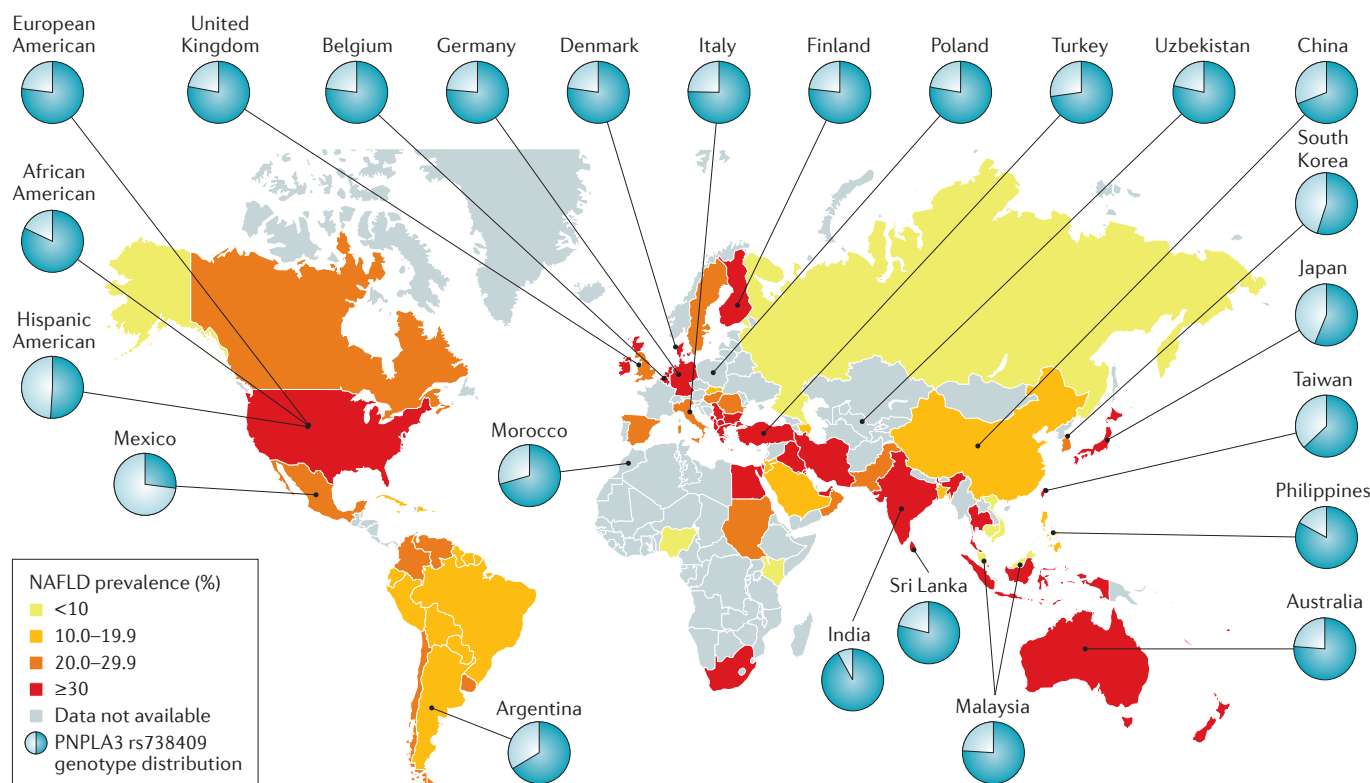 European
American
United
Kingdom
Belgium
Germany
Denmark
Italy
Finland
Poland
Turkey
Uzbekistan
China
South
Korea
African
American
Japan
Hispanic
American
Taiwan
Mexico
Morocco
Philippines
NAFLD prevalence (%)
<10
10.0–19.9
20.0–29.9
≥30
Data not available
PNPLA3 rs738409
genotype distribution
Sri Lanka
Australia
India
Malaysia
Argentina